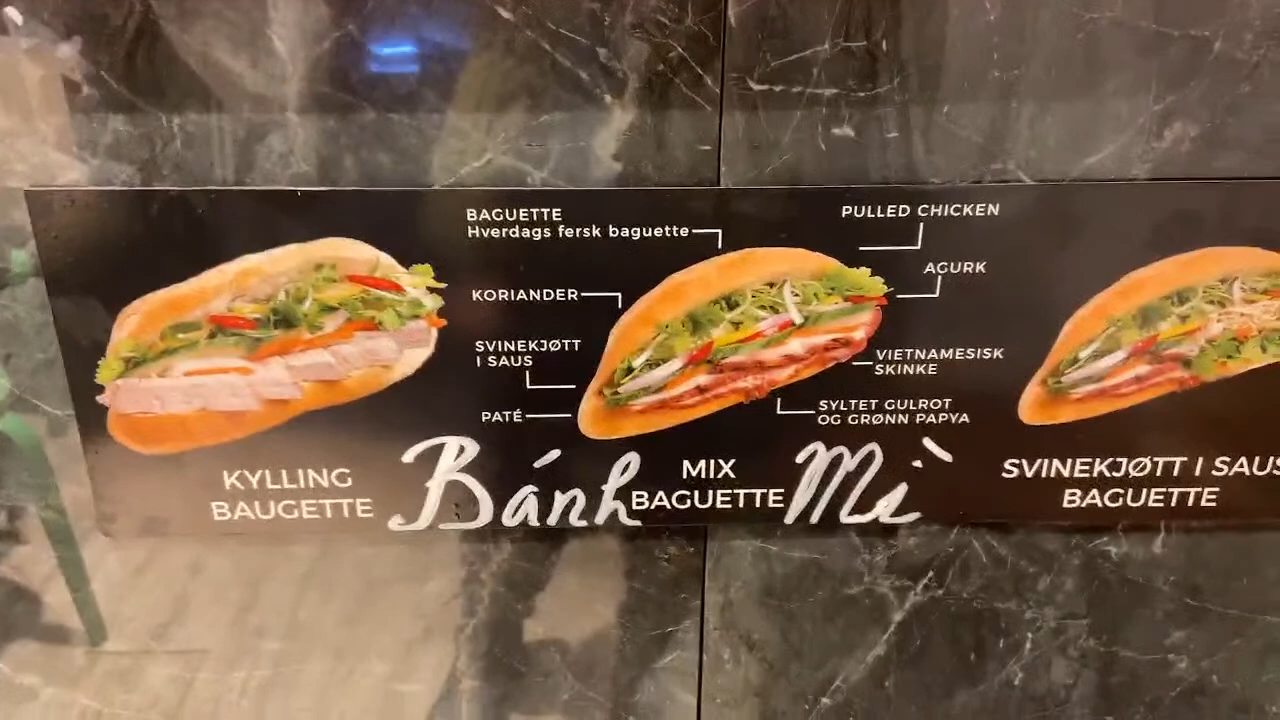 BAGUETTE
Hverdags fersk baguette
KORIANDER
SVINEKJØTT
I SAUS
PATÉ
PULLED CHICKEN
AGURK
VIETNAMESISK
SKINKE
SYLTET GULROT
OG GRØNN PAPYA
KYLLING
BAUGETTE
Bánh Mì
MIX
BAGUETTE
SVINEKJØTT I SAUS
BAGUETTE